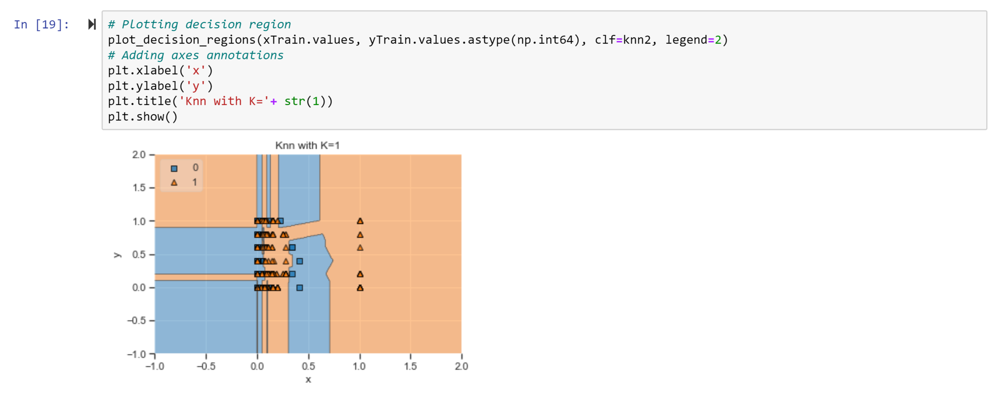 In [19]:
# Plotting decision region
plot_decision_regions(xTrain.values, yTrain.values.astype(np.int64), clf=knn2, legend=2)
# Adding axes annotations
plt.xlabel('x')
plt.ylabel('y')
plt.title('Knn with K='+ str(1))
plt.show()
Knn with K=1
0
1
2.0
1.5
1.0
0.5
0.0
−0.5
−1.0
y
−1.0 −0.5 0.0 0.5 1.0 1.5 2.0
x